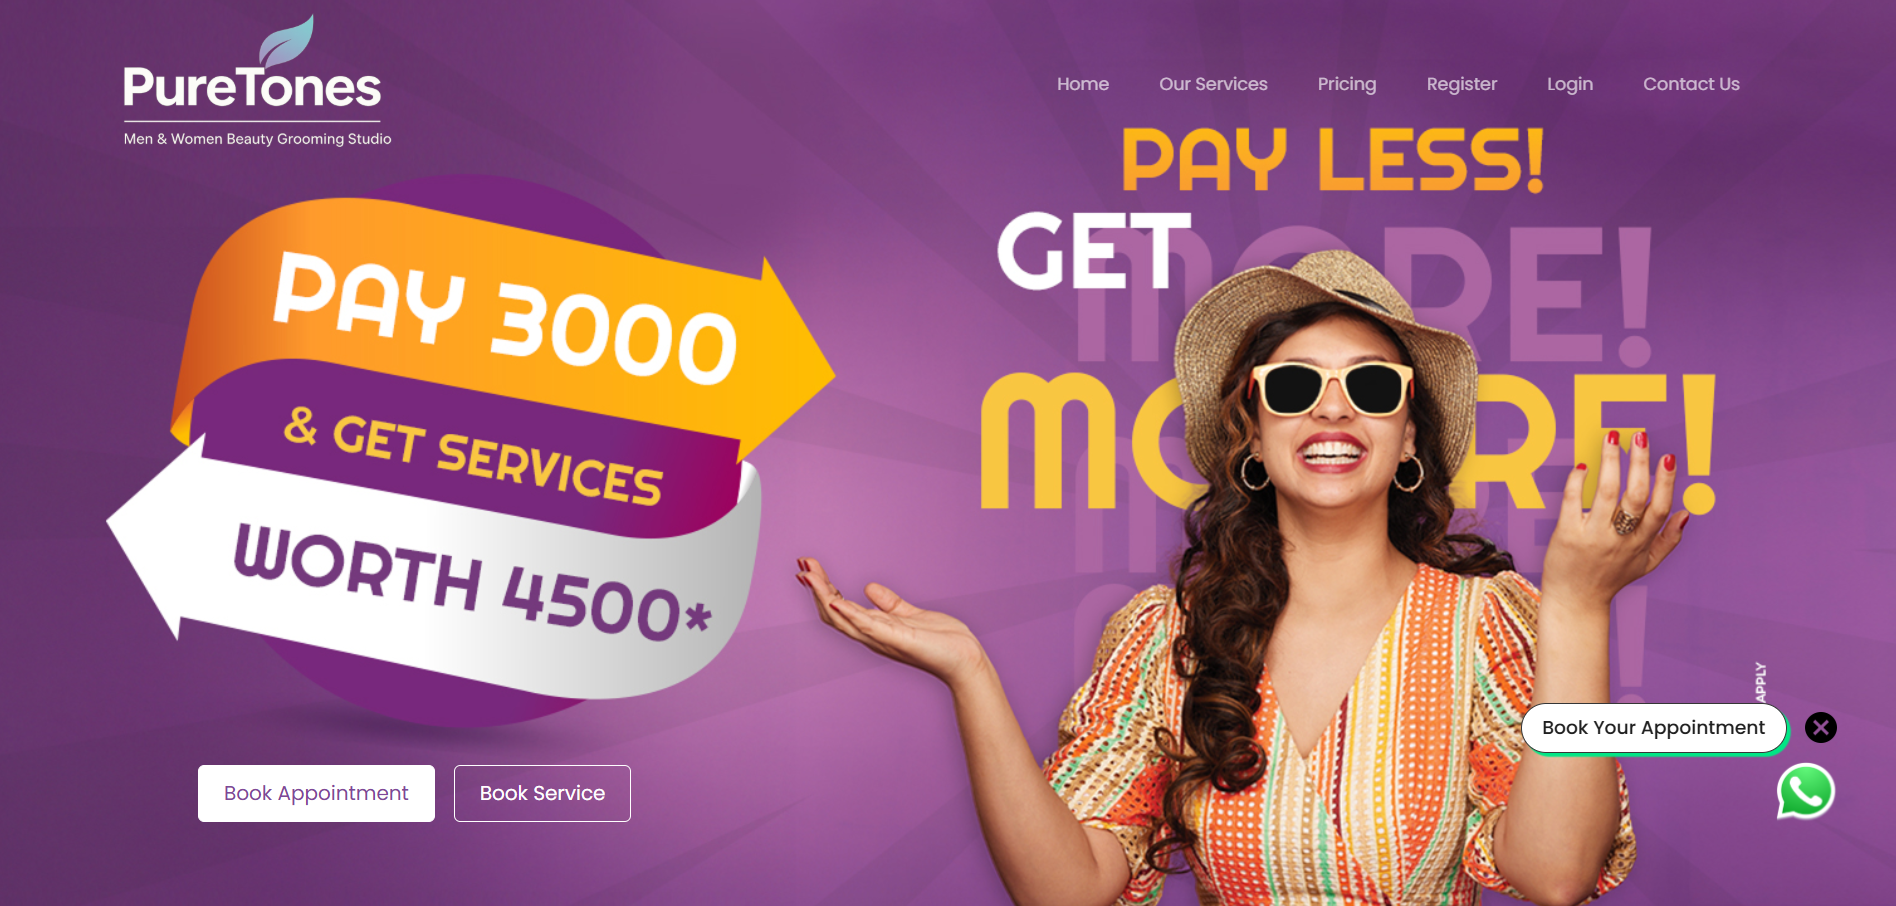 PureTones
Men & Women Beauty Grooming Studio
Home
Our Services
Pricing
Register
Login
Contact Us
PAY LESS!
GET
MORE!
MORE!
PAY 3000
& GET SERVICES
WORTH 4500*
APPLY
Book Your Appointment
Book Appointment
Book Service